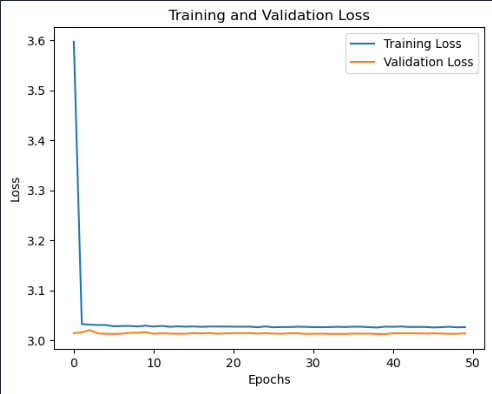 Training and Validation Loss
Training Loss
Validation Loss
Loss
3.6
3.5
3.4
3.3
3.2
3.1
3.0
0 10 20 30 40 50
Epochs